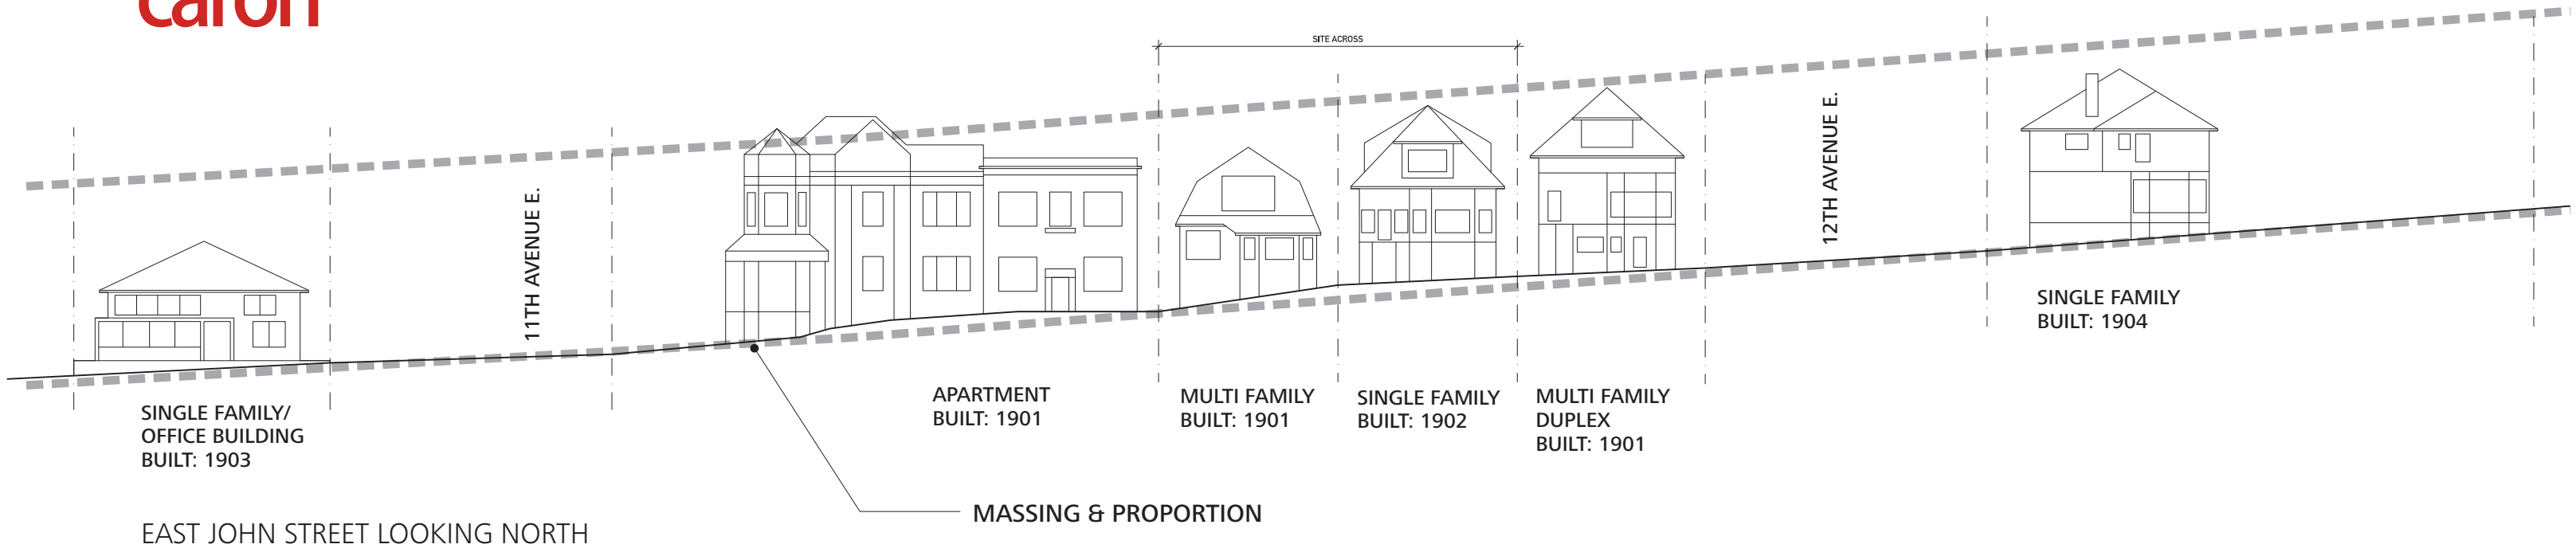 caron
SITE ACROSS
11TH AVENUE E.
12TH AVENUE E.
SINGLE FAMILY/
OFFICE BUILDING
BUILT: 1903
APARTMENT
BUILT: 1901
MULTI FAMILY
BUILT: 1901
SINGLE FAMILY
BUILT: 1902
MULTI FAMILY
DUPLEX
BUILT: 1901
SINGLE FAMILY
BUILT: 1904
MASSING & PROPORTION
EAST JOHN STREET LOOKING NORTH